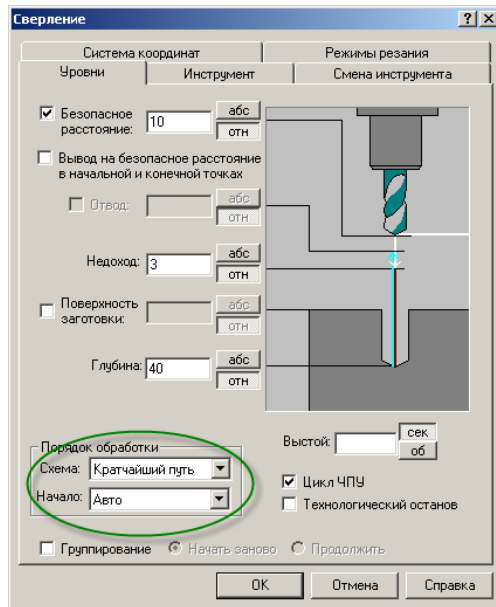 Сверление
Система координат
Режимы резания
Уровни
Инструмент
Смена инструмента
Безопасное расстояние: 10
абс
отн
Вывод на безопасное расстояние
в начальной и конечной точках
Отвод:
абс
отн
Недоход: 3
абс
отн
Поверхность
заготовки:
абс
отн
Глубина: 40
абс
отн
Порядок обработки
Схема: Кратчайший путь
Начало: Авто
Выстой:
сек
об
Цикл ЧПУ
Технологический останов
Группирование
Начать заново
Продолжить
OK
Отмена
Справка